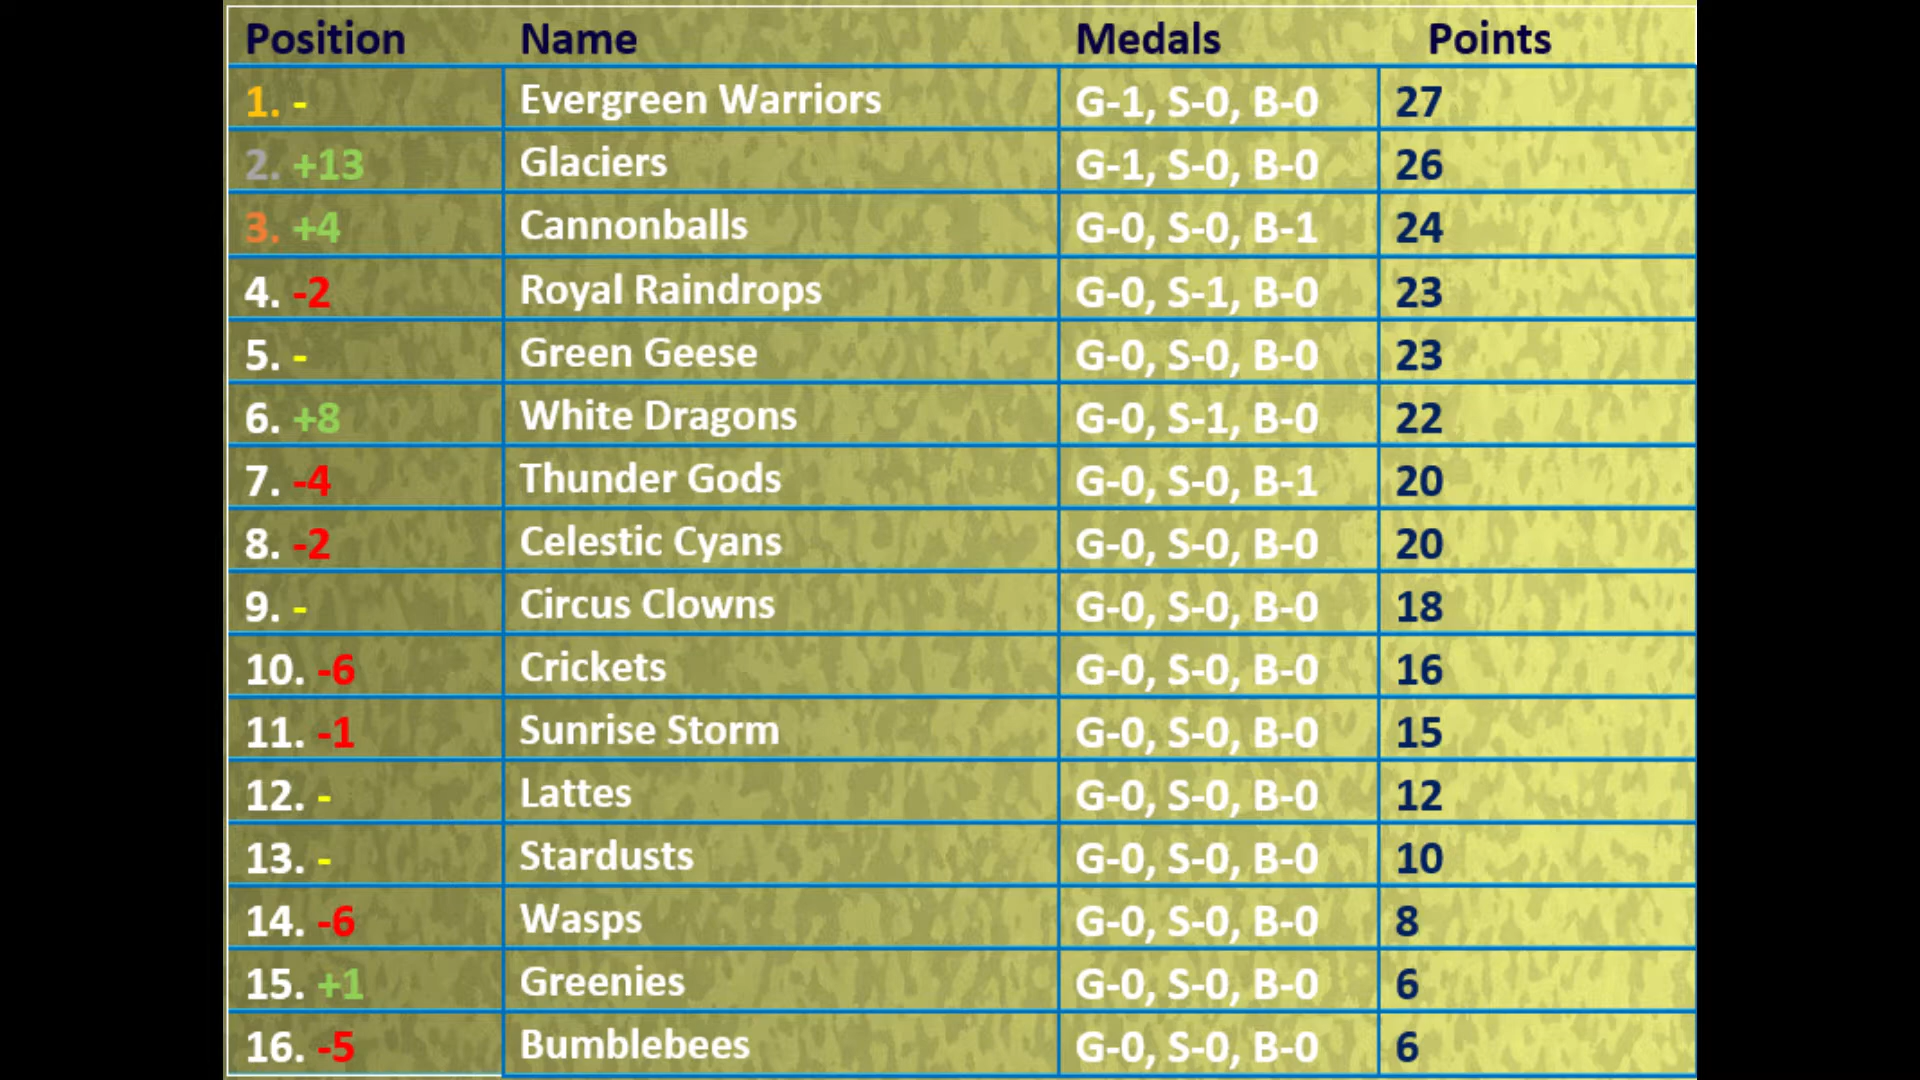 Position Name Medals Points
1. - Evergreen Warriors G-1, S-0, B-0 27
2. +13 Glaciers G-1, S-0, B-0 26
3. +4 Cannonballs G-0, S-0, B-1 24
4. -2 Royal Raindrops G-0, S-1, B-0 23
5. - Green Geese G-0, S-0, B-0 23
6. +8 White Dragons G-0, S-1, B-0 22
7. -4 Thunder Gods G-0, S-0, B-1 20
8. -2 Celestic Cyans G-0, S-0, B-0 20
9. - Circus Clowns G-0, S-0, B-0 18
10. -6 Crickets G-0, S-0, B-0 16
11. -1 Sunrise Storm G-0, S-0, B-0 15
12. - Lattes G-0, S-0, B-0 12
13. - Stardusts G-0, S-0, B-0 10
14. -6 Wasps G-0, S-0, B-0 8
15. +1 Greenies G-0, S-0, B-0 6
16. -5 Bumblebees G-0, S-0, B-0 6